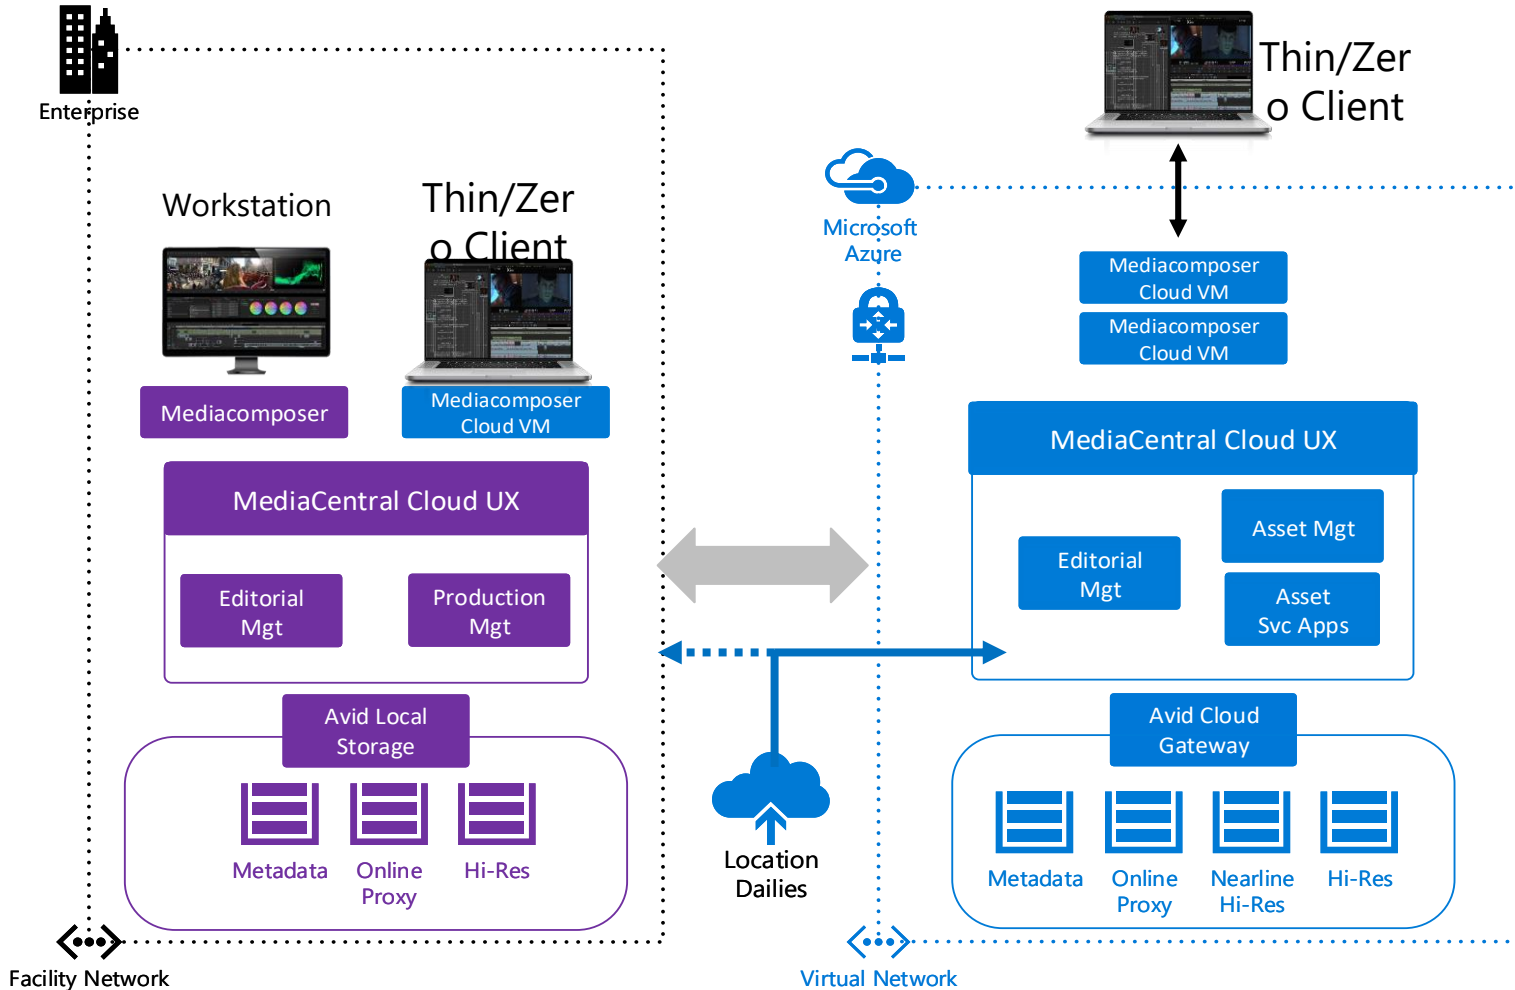 Enterprise
Workstation
Thin/Zer
o Client
Mediacomposer
Mediacomposer
Cloud VM
MediaCentral Cloud UX
Editorial
Mgt
Production
Mgt
Avid Local
Storage
Metadata
Online
Proxy
Hi-Res
Facility Network
Location
Dailies
Thin/Zer
o Client
Microsoft
Azure
Mediacomposer
Cloud VM
Mediacomposer
Cloud VM
MediaCentral Cloud UX
Editorial
Mgt
Asset Mgt
Asset
Svc Apps
Avid Cloud
Gateway
Metadata
Online
Proxy
Nearline
Hi-Res
Hi-Res
Virtual Network